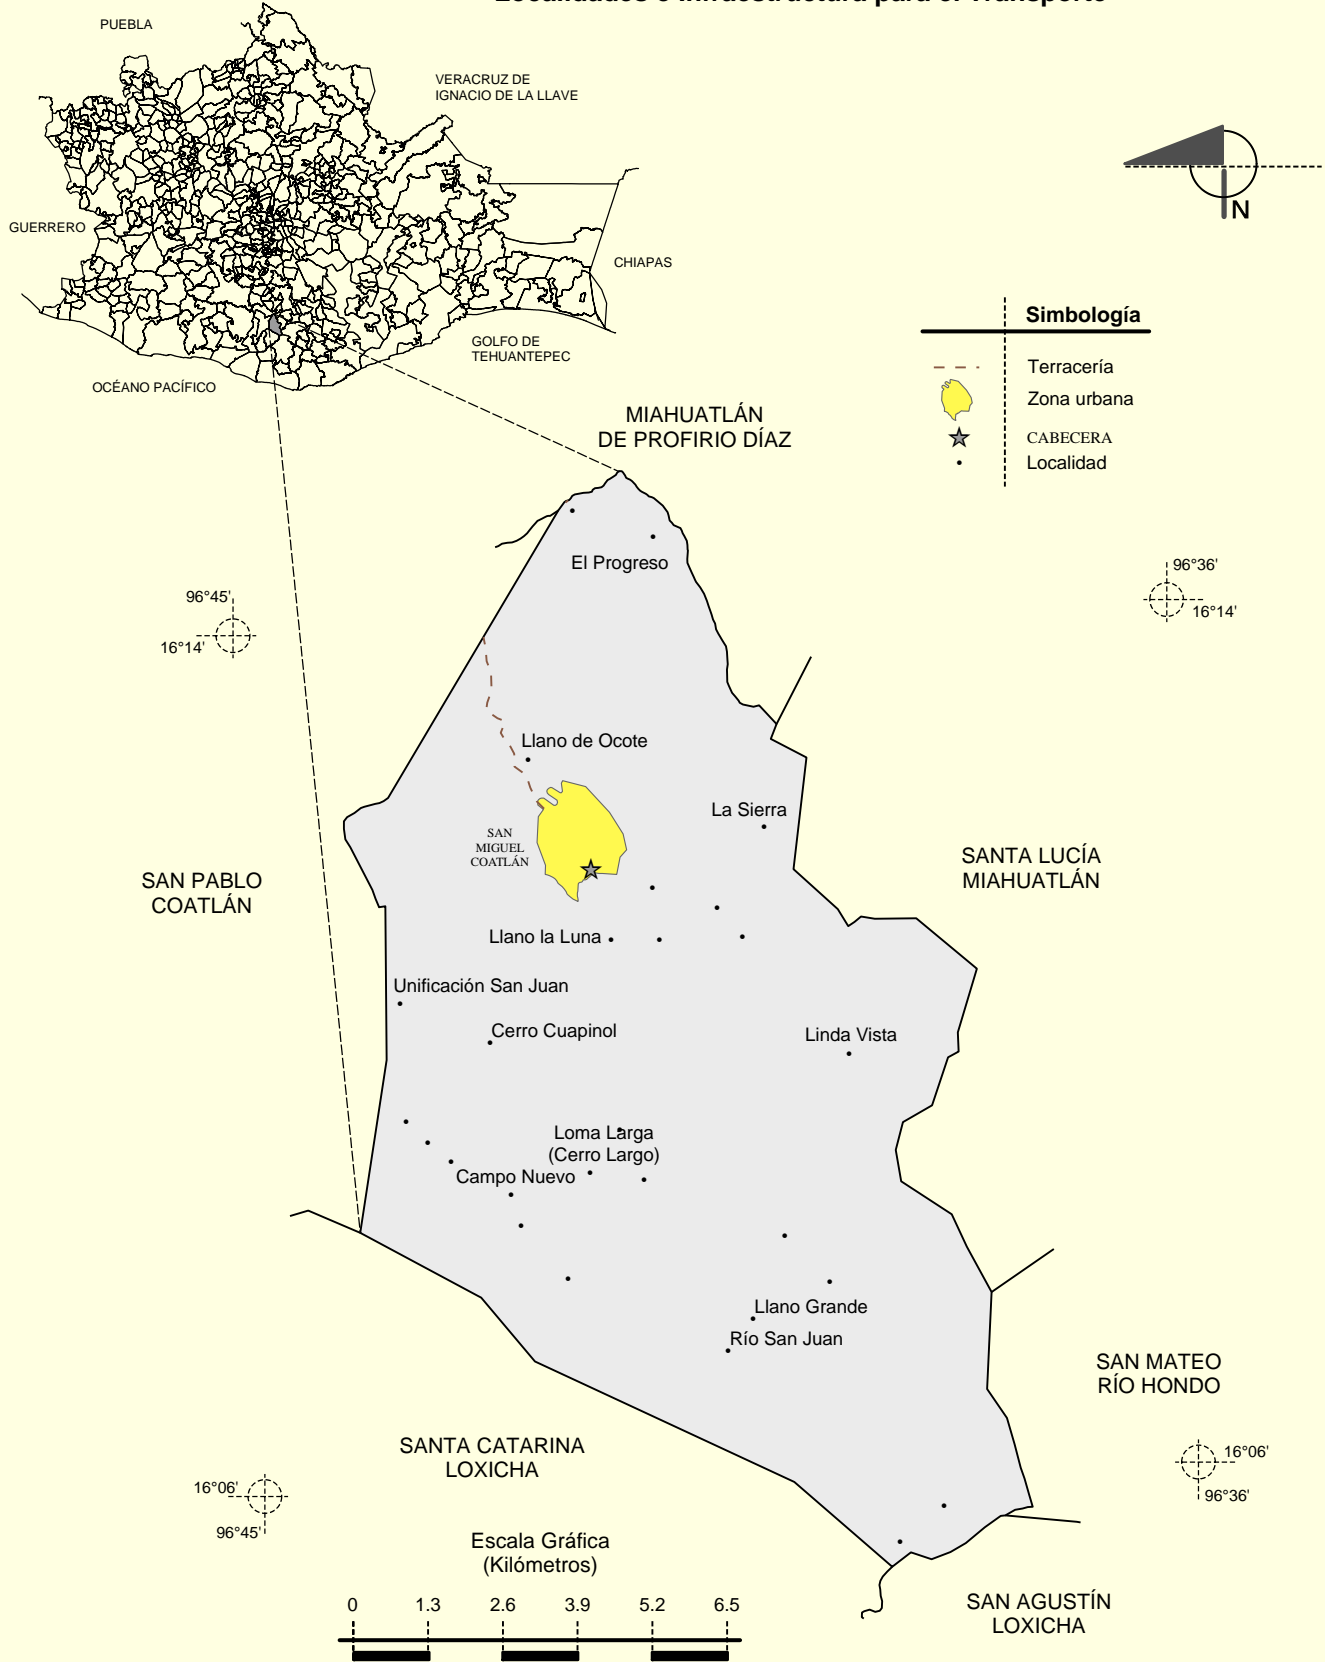 Localidades e Infraestructura para el Transporte
PUEBLA
VERACRUZ DE
IGNACIO DE LA LLAVE
GUERRERO
CHIAPAS
GOLFO DE
TEHUANTEPEC
OCÉANO PACÍFICO
N
Simbología
Terracería
Zona urbana
CABECERA
Localidad
MIAHUATLÁN
DE PROFIRIO DÍAZ
El Progreso
96°45'
16°14'
96°36'
16°14'
Llano de Ocote
La Sierra
SAN
MIGUEL
COATLÁN
SAN PABLO
COATLÁN
SANTA LUCÍA
MIAHUATLÁN
Llano la Luna
Unificación San Juan
Cerro Cuapinol
Linda Vista
Loma Larga
(Cerro Largo)
Campo Nuevo
Llano Grande
Río San Juan
SAN MATEO
RÍO HONDO
SANTA CATARINA
LOXICHA
16°06'
96°45'
16°06'
96°36'
Escala Gráfica
(Kilómetros)
0 1.3 2.6 3.9 5.2 6.5
SAN AGUSTÍN
LOXICHA